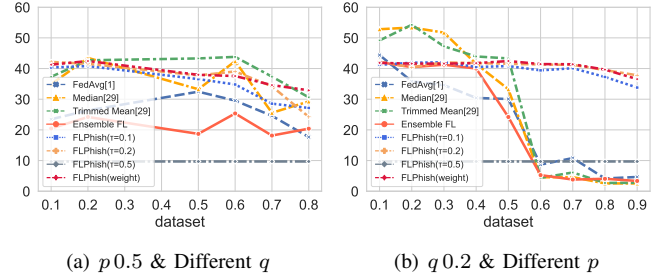 60
50
40
30
20
10
0
FedAvg[1]
Median[29]
Trimmed Mean[29]
Ensemble FL
FLPhish(τ=0.1)
FLPhish(τ=0.2)
FLPhish(τ=0.5)
FLPhish(weight)
0.1 0.2 0.3 0.4 0.5 0.6 0.7 0.8
dataset
(a) p 0.5 & Different q
60
50
40
30
20
10
0
FedAvg[1]
Median[29]
Trimmed Mean[29]
Ensemble FL
FLPhish(τ=0.1)
FLPhish(τ=0.2)
FLPhish(τ=0.5)
FLPhish(weight)
0.1 0.2 0.3 0.4 0.5 0.6 0.7 0.8 0.9
dataset
(b) q 0.2 & Different p